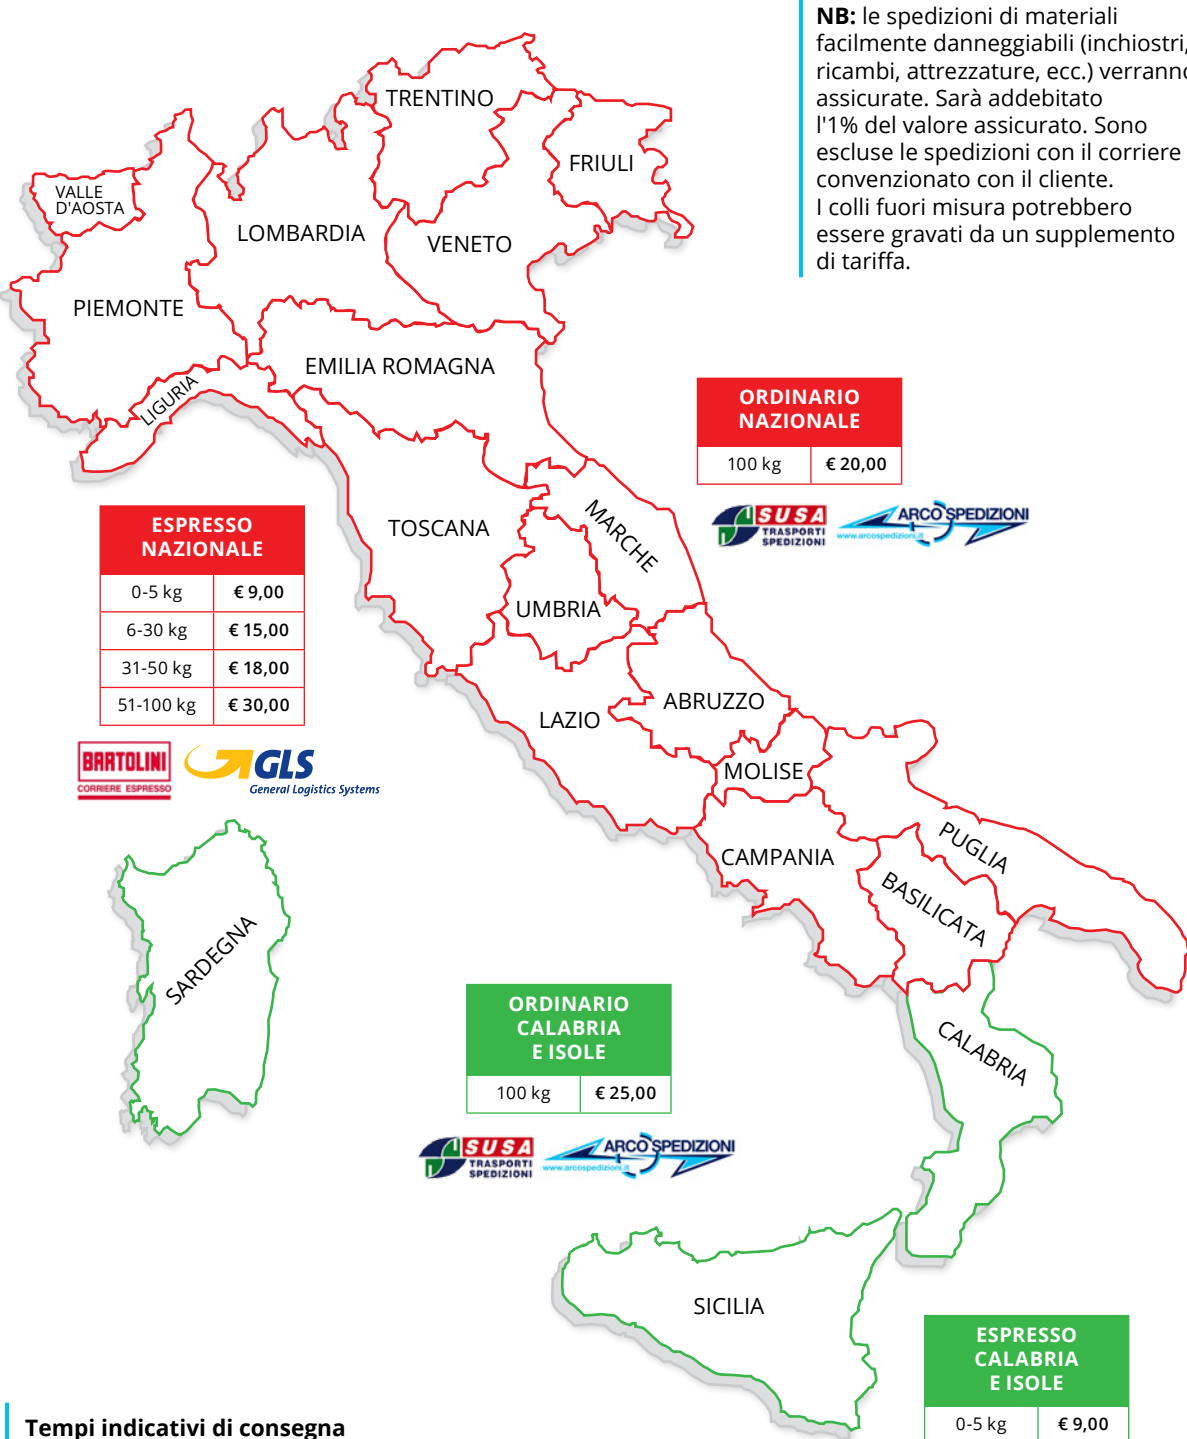 NB: le spedizioni di materiali
facilmente danneggiabili (inchiostri,
ricambi, attrezzature, ecc.) verranno
assicurate. Sarà addebitato
l'1% del valore assicurato. Sono
escluse le spedizioni con il corriere
convenzionato con il cliente.
I colli fuori misura potrebbero
essere gravati da un supplemento
di tariffa.
TRENTINO
FRIULI
VALLE
D'AOSTA
LOMBARDIA
VENETO
PIEMONTE
EMILIA ROMAGNA
LIGURIA
ORDINARIO
NAZIONALE
100 kg € 20,00
SUSA
TRASPORTI
SPEDIZIONI
ARCO SPEDIZIONI
www.arcospedizioni.it
TOSCANA
MARCHE
UMBRIA
ESPRESSO
NAZIONALE
0-5 kg € 9,00
6-30 kg € 15,00
31-50 kg € 18,00
51-100 kg € 30,00
BARTOLINI
CORRIERE ESPRESSO
GLS
General Logistics Systems
LAZIO
ABRUZZO
MOLISE
CAMPANIA
PUGLIA
BASILICATA
SARDEGNA
CALABRIA
ORDINARIO
CALABRIA
E ISOLE
100 kg € 25,00
SUSA
TRASPORTI
SPEDIZIONI
ARCO SPEDIZIONI
www.arcospedizioni.it
SICILIA
ESPRESSO
CALABRIA
E ISOLE
0-5 kg € 9,00
Tempi indicativi di consegna